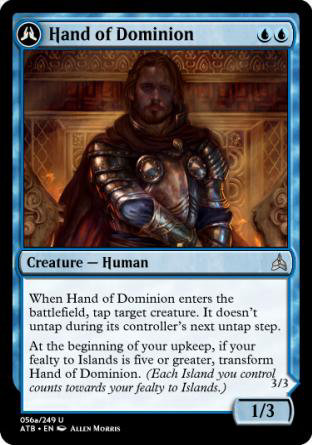 Hand of Dominion
Creature — Human
When Hand of Dominion enters the
battlefield, tap target creature. It doesn't
untap during its controller's next untap step.
At the beginning of your upkeep, if your
fealty to Islands is five or greater, transform
Hand of Dominion. (Each Island you control
counts towards your fealty to Islands.)
3/3
1/3
056a/249 U
ATB • EN Allen Morris